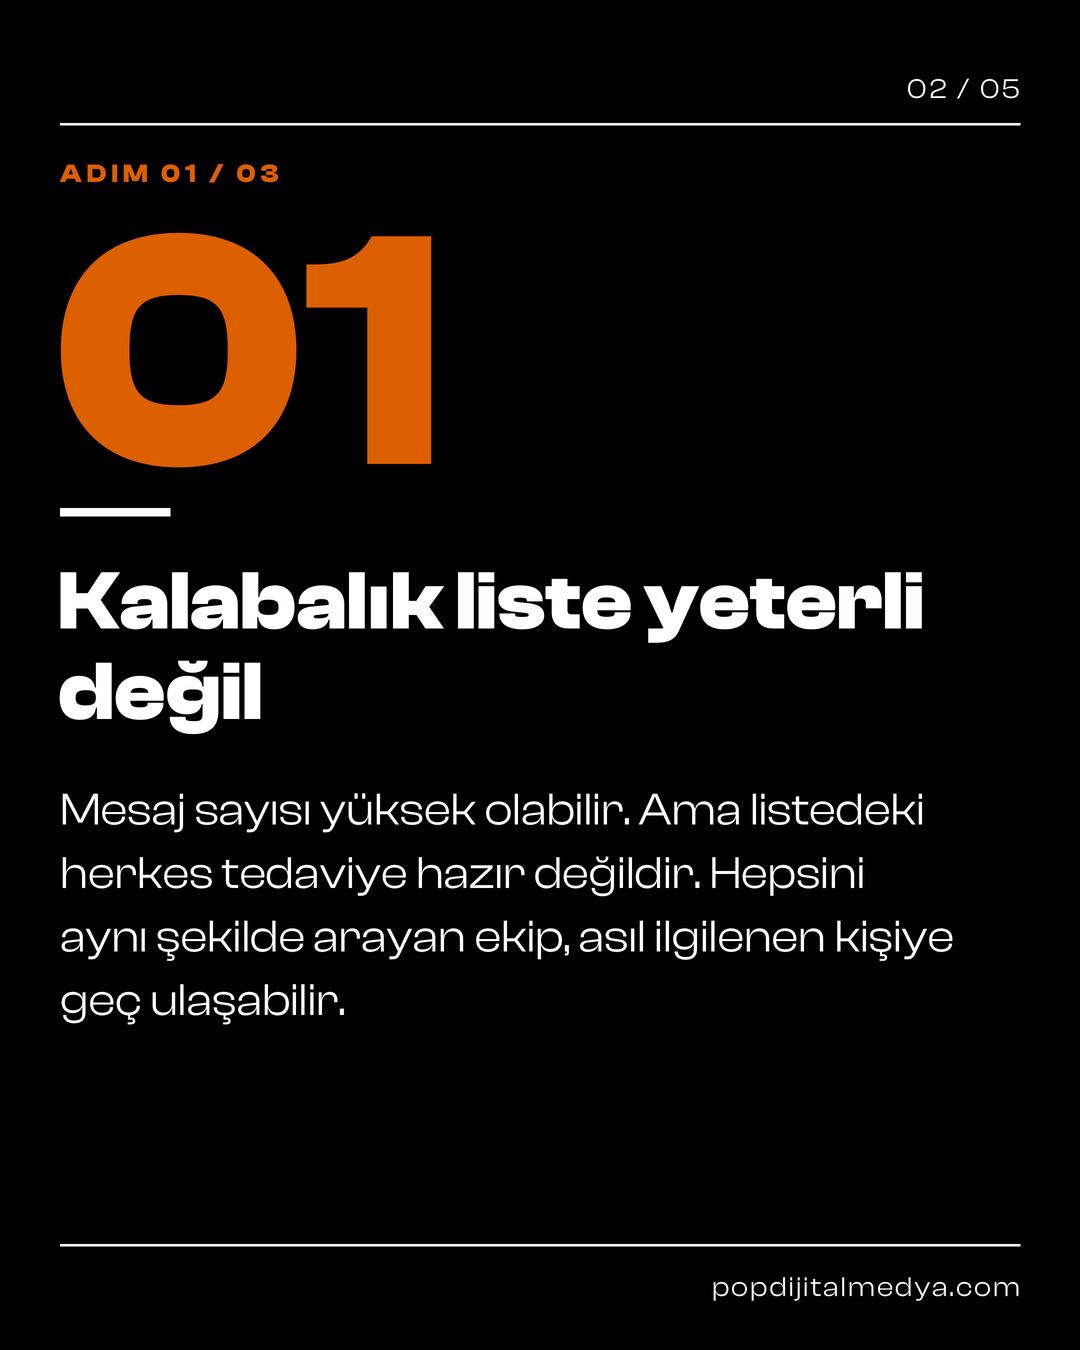 02 / 05
ADIM 01 / 03
01
Kalabalık liste yeterli
değil
Mesaj sayısı yüksek olabilir. Ama listedeki
herkes tedaviye hazır değildir. Hepsini
aynı şekilde arayan ekip, asıl ilgilenen kişiye
geç ulaşabilir.
popdijitalmedya.com